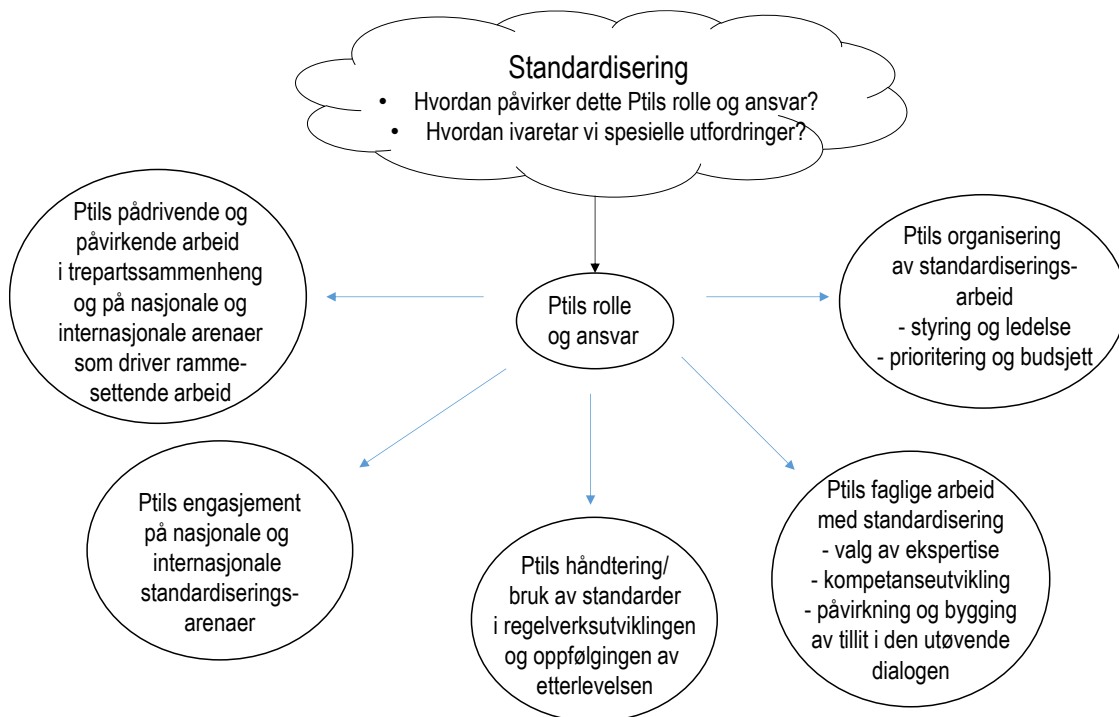 Standardisering
• Hvordan påvirker dette Ptils rolle og ansvar?
• Hvordan ivaretar vi spesielle utfordringer?
Ptils pådrivende og
påvirkende arbeid
i trepartssammenheng
og på nasjonale og
internasjonale arenaer
som driver ramme-
settende arbeid
Ptils rolle
og ansvar
Ptils organisering
av standardiserings-
arbeid
- styring og ledelse
- prioritering og budsjett
Ptils engasjement
på nasjonale og
internasjonale
standardiserings-
arenaer
Ptils håndtering/
bruk av standarder
i regelverksutviklingen
og oppfølgingen av
etterlevelsen
Ptils faglige arbeid
med standardisering
- valg av ekspertise
- kompetanseutvikling
- påvirkning og bygging
av tillit i den utøvende
dialogen